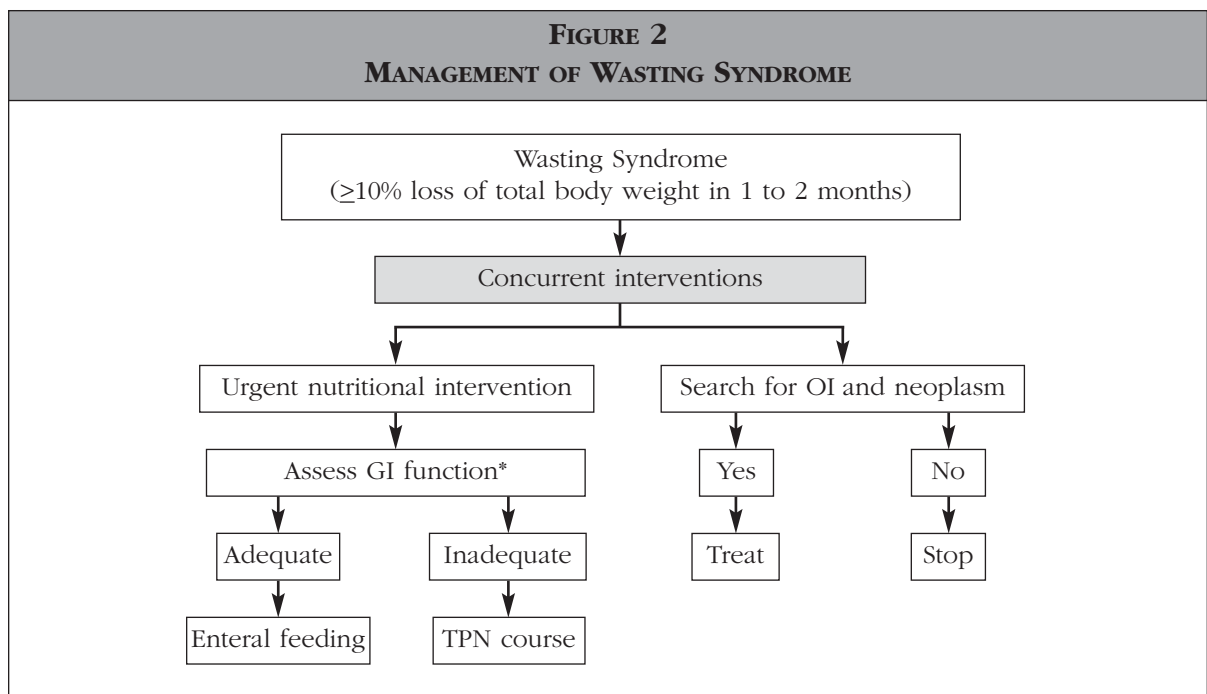 FIGURE 2
MANAGEMENT OF WASTING SYNDROME
Wasting Syndrome
(≥10% loss of total body weight in 1 to 2 months)
Concurrent interventions
Urgent nutritional intervention
Search for OI and neoplasm
Assess GI function*
Yes
No
Adequate
Inadequate
Treat
Stop
Enteral feeding
TPN course